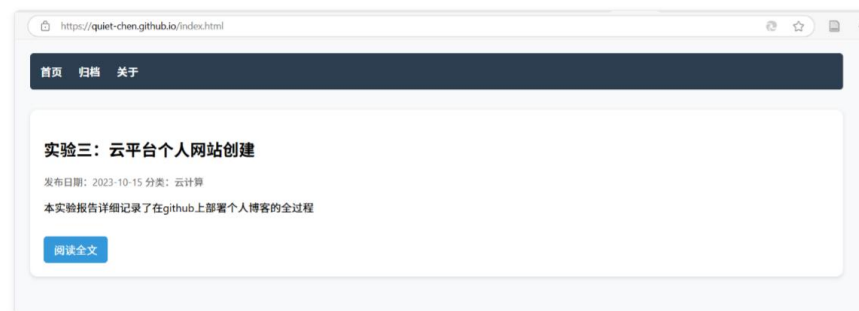 https://quiet-chen.github.io/index.html
首页 归档 关于
实验三：云平台个人网站创建
发布日期：2023-10-15 分类：云计算
本实验报告详细记录了在github上部署个人博客的全过程
阅读全文